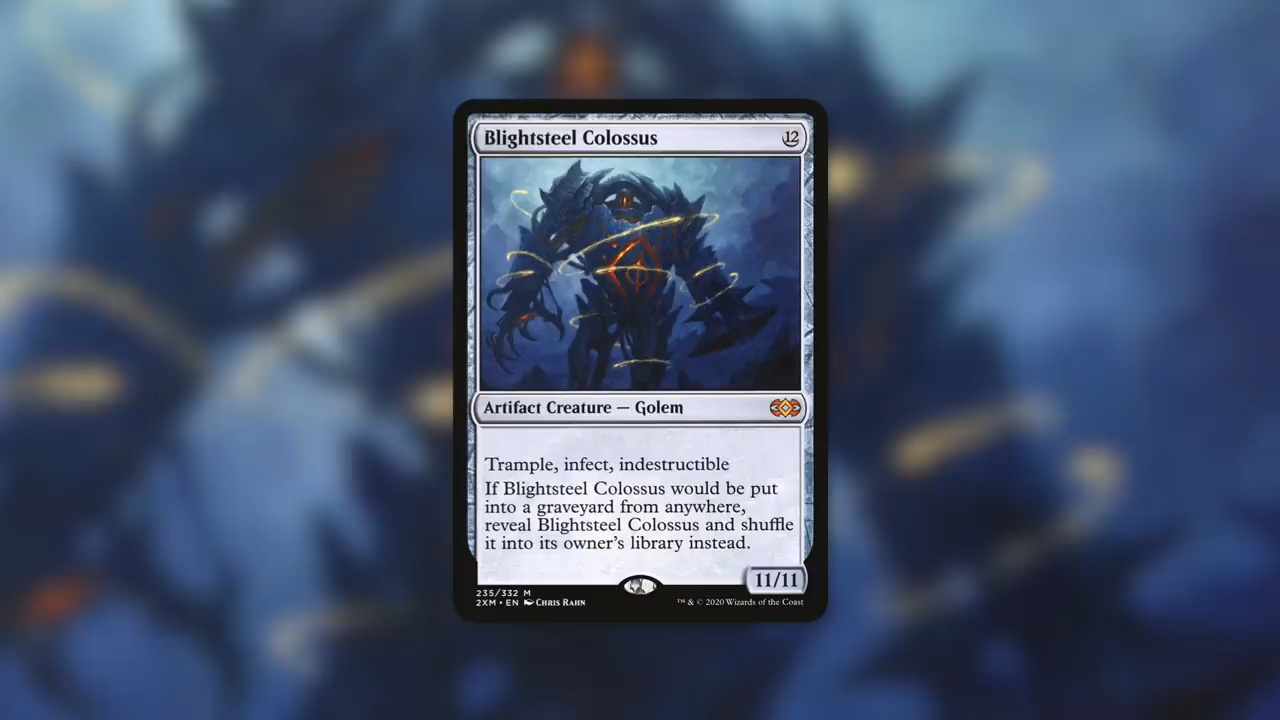 Blightsteel Colossus
12
Artifact Creature — Golem
Trample, infect, indestructible
If Blightsteel Colossus would be put
into a graveyard from anywhere,
reveal Blightsteel Colossus and shuffle
it into its owner's library instead.
11/11
235/332 M
2XM • EN Chris Rahn
™ & © 2020 Wizards of the Coast